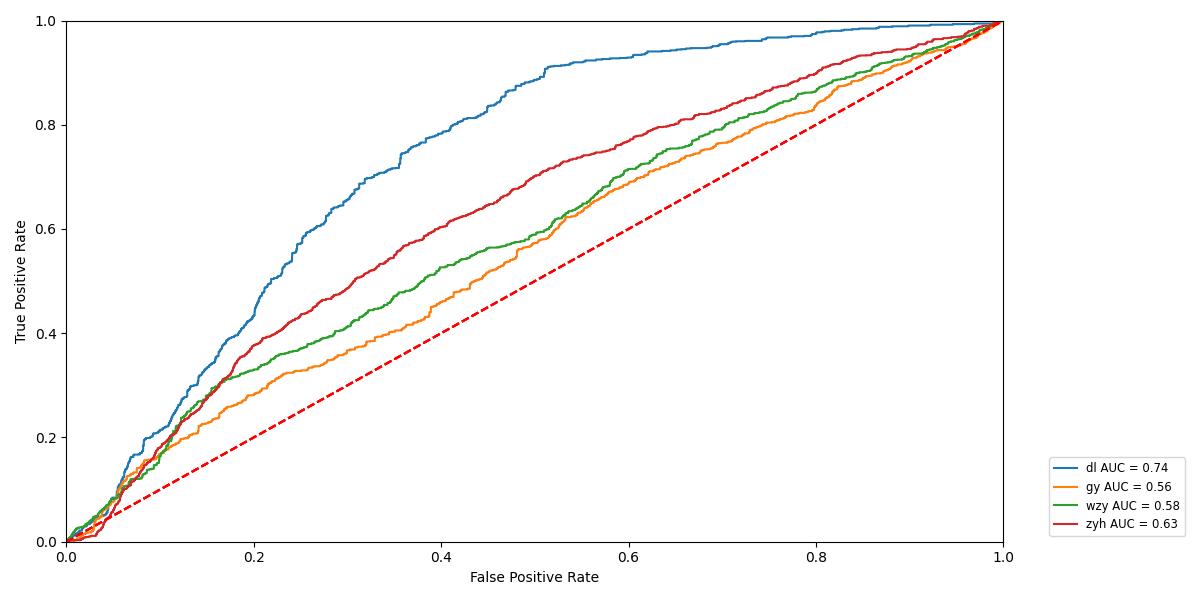 1.0
0.8
0.6
0.4
0.2
0.0
True Positive Rate
0.0 0.2 0.4 0.6 0.8 1.0
False Positive Rate
dl AUC = 0.74
gy AUC = 0.56
wzy AUC = 0.58
zyh AUC = 0.63